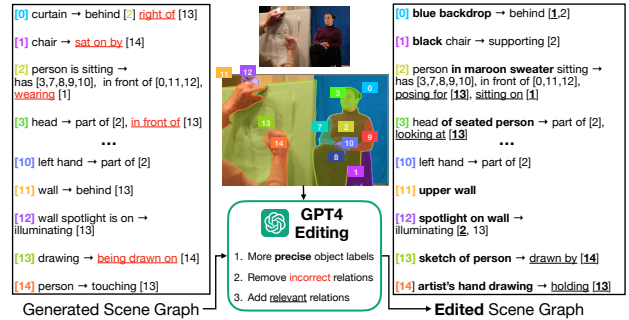 [0] curtain → behind [2] right of [13]
[1] chair → sat on by [14]
[2] person is sitting →
has [3,7,8,9,10], in front of [0,11,12],
wearing [1]
[3] head → part of [2], in front of [13]
...
[10] left hand → part of [2]
[11] wall → behind [13]
[12] wall spotlight is on →
illuminating [13]
[13] drawing → being drawn on [14]
[14] person → touching [13]
Generated Scene Graph
11
12
3
0
13
7
2
9
14
10
8
1
GPT4
Editing
1. More precise object labels
2. Remove incorrect relations
3. Add relevant relations
[0] blue backdrop → behind [1,2]
[1] black chair → supporting [2]
[2] person in maroon sweater sitting →
has [3,7,8,9,10], in front of [0,11,12],
posing for [13], sitting on [1]
[3] head of seated person → part of [2],
looking at [13]
...
[10] left hand → part of [2]
[11] upper wall
[12] spotlight on wall →
illuminating [2, 13]
[13] sketch of person → drawn by [14]
[14] artist's hand drawing → holding [13]
Edited Scene Graph